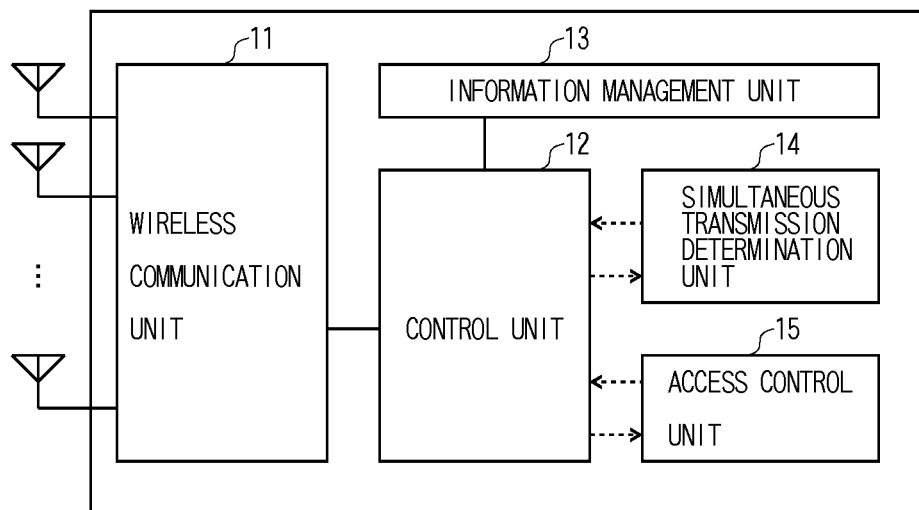 11
13
INFORMATION MANAGEMENT UNIT
12
14
SIMULTANEOUS
TRANSMISSION
DETERMINATION
UNIT
WIRELESS
COMMUNICATION
UNIT
CONTROL UNIT
15
ACCESS CONTROL
UNIT